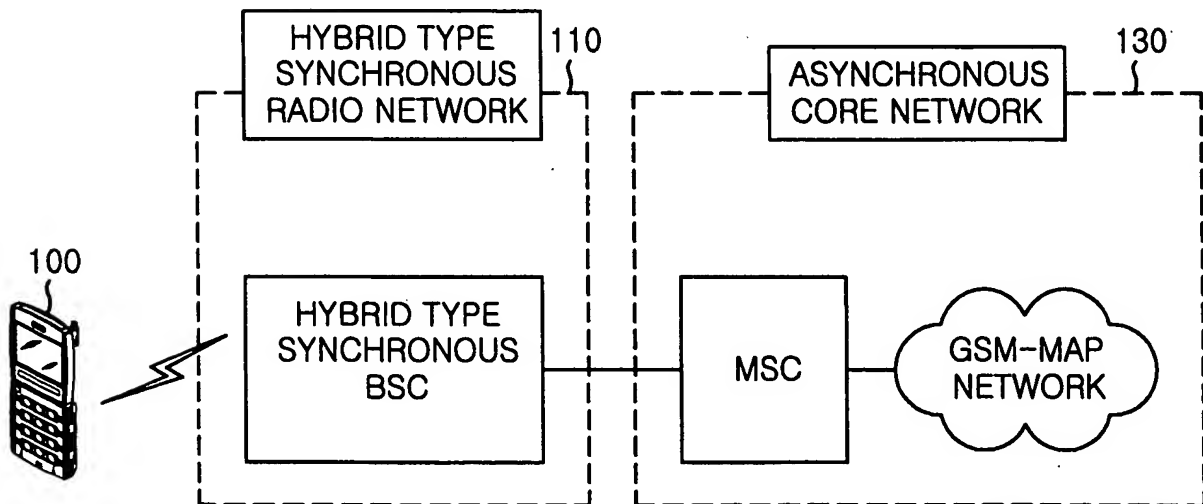 HYBRID TYPE
SYNCHRONOUS
RADIO NETWORK
110
ASYNCHRONOUS
CORE NETWORK
130
100
HYBRID TYPE
SYNCHRONOUS
BSC
MSC
GSM-MAP
NETWORK